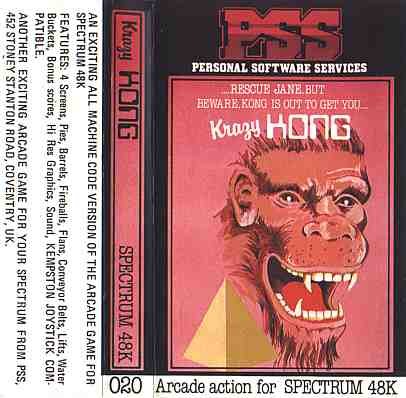 AN EXCITING ALL MACHINE CODE VERSION OF THE ARCADE GAME FOR
SPECTRUM 48K
FEATURES: 4 Screens, Pies, Barrels, Fireballs, Flans, Conveyor Belts, Lifts, Water
Buckets, Bonus scores, Hi Res Graphics, Sound, KEMPSTON JOYSTICK COM-
PATIBLE.
ANOTHER EXCITING ARCADE GAME FOR YOUR SPECTRUM FROM PSS,
452 STONEY STANTON ROAD, COVENTRY, U.K.
Krazy KONG
SPECTRUM 48K
020
PSS
PERSONAL SOFTWARE SERVICES
....RESCUE JANE..BUT
BEWARE..KONG IS OUT TO GET YOU....
Krazy KONG
Arcade action for SPECTRUM 48K